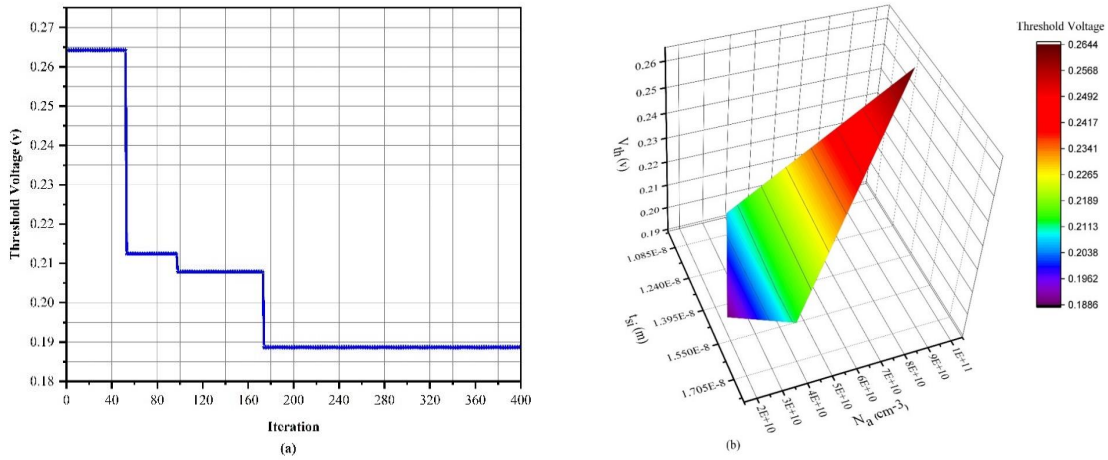 0.27
0.26
0.25
0.24
0.23
0.22
0.21
0.20
0.19
0.18
Threshold Voltage (v)
0 40 80 120 160 200 240 280 320 360 400
Iteration
(a)
0.26
0.25
0.24
0.23
0.22
0.21
0.20
0.19
Vth (v)
1.085E-8
1.240E-8
1.395E-8
1.550E-8
1.705E-8
tsi (m)
2E+10
3E+10
4E+10
5E+10
6E+10
7E+10
8E+10
9E+10
1E+11
Na (cm-3)
(b)
Threshold Voltage
0.2644
0.2568
0.2492
0.2417
0.2341
0.2265
0.2189
0.2113
0.2038
0.1962
0.1886